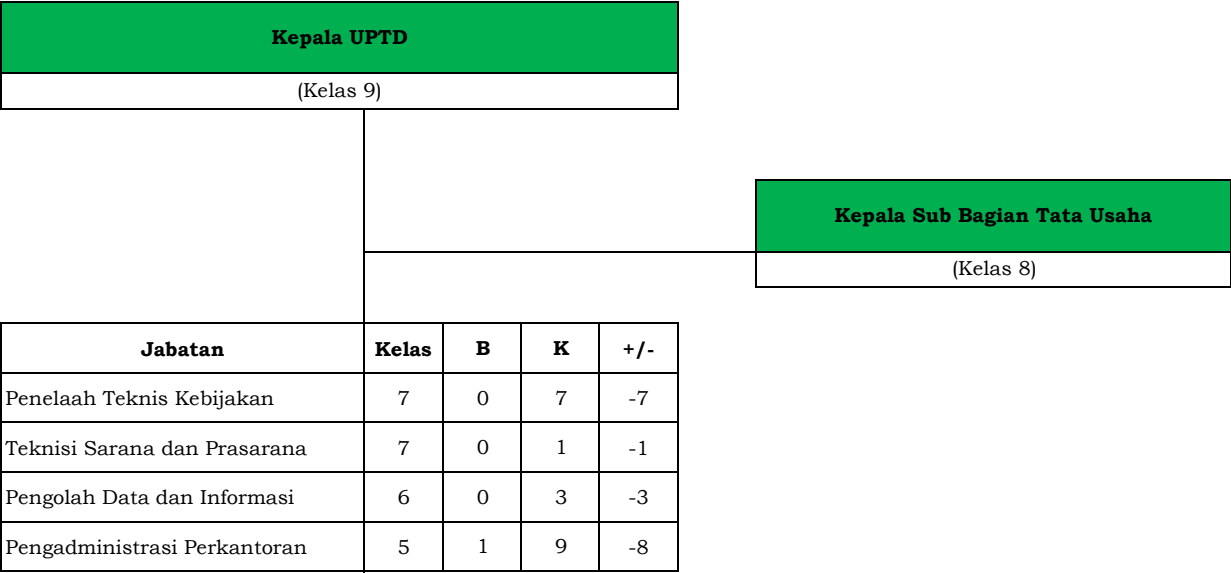 Kepala UPTD
(Kelas 9)
Kepala Sub Bagian Tata Usaha
(Kelas 8)
Jabatan Kelas B K +/-
Penelaah Teknis Kebijakan 7 0 7 -7
Teknisi Sarana dan Prasarana 7 0 1 -1
Pengolah Data dan Informasi 6 0 3 -3
Pengadministrasi Perkantoran 5 1 9 -8